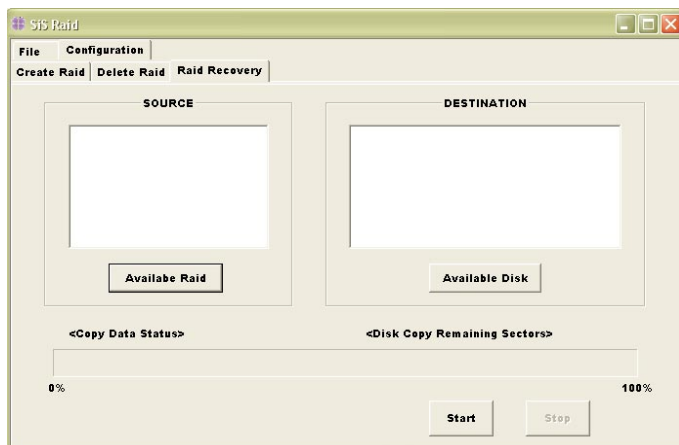 SiS Raid
File Configuration
Create Raid Delete Raid Raid Recovery
SOURCE DESTINATION
Availabe Raid Available Disk
<Copy Data Status> <Disk Copy Remaining Sectors>
0% 100%
Start Stop